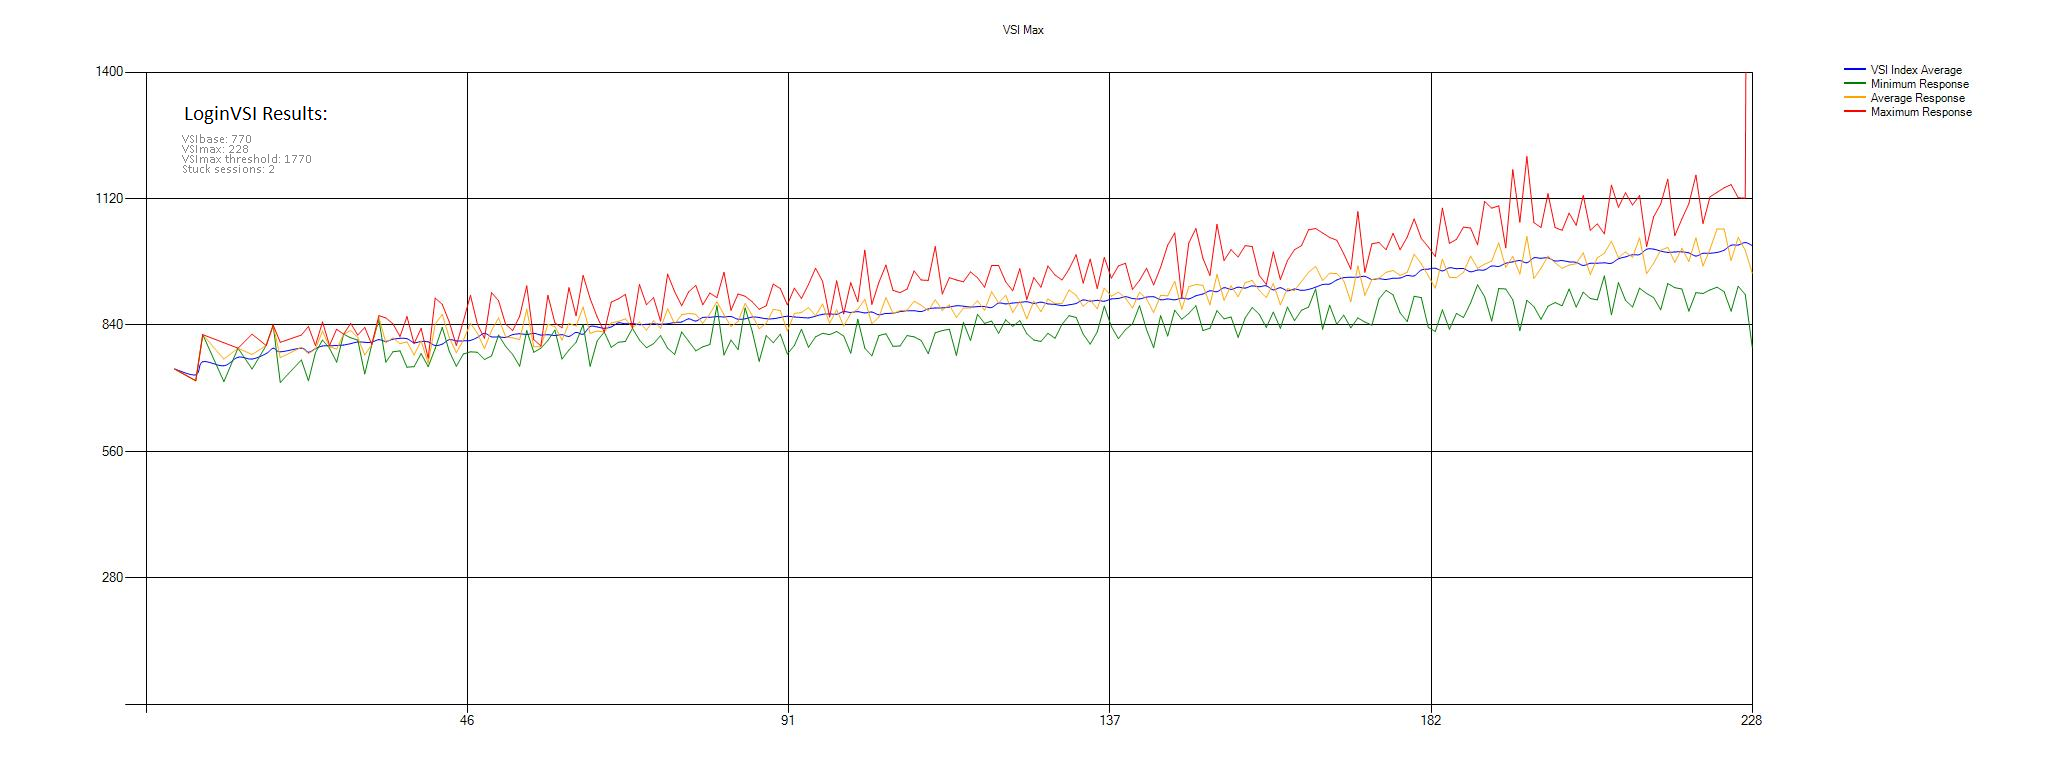 VSI Max
1400
1120
840
560
280
46
91
137
182
228
LoginVSI Results:
VSIbase: 770
VSImax: 228
VSImax threshold: 1770
Stuck sessions: 2
VSI Index Average
Minimum Response
Average Response
Maximum Response